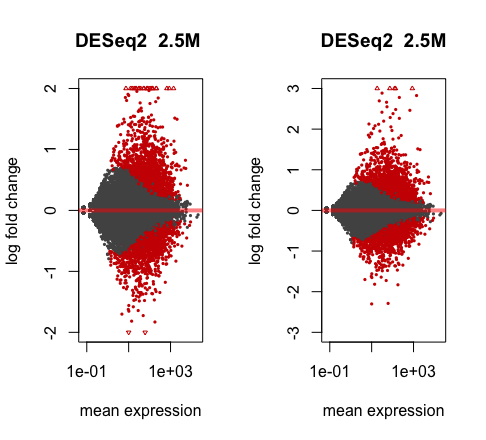 DESeq2 2.5M
log fold change
2
1
0
-1
-2
1e-01
1e+03
mean expression
DESeq2 2.5M
log fold change
3
2
1
0
-1
-2
-3
1e-01
1e+03
mean expression